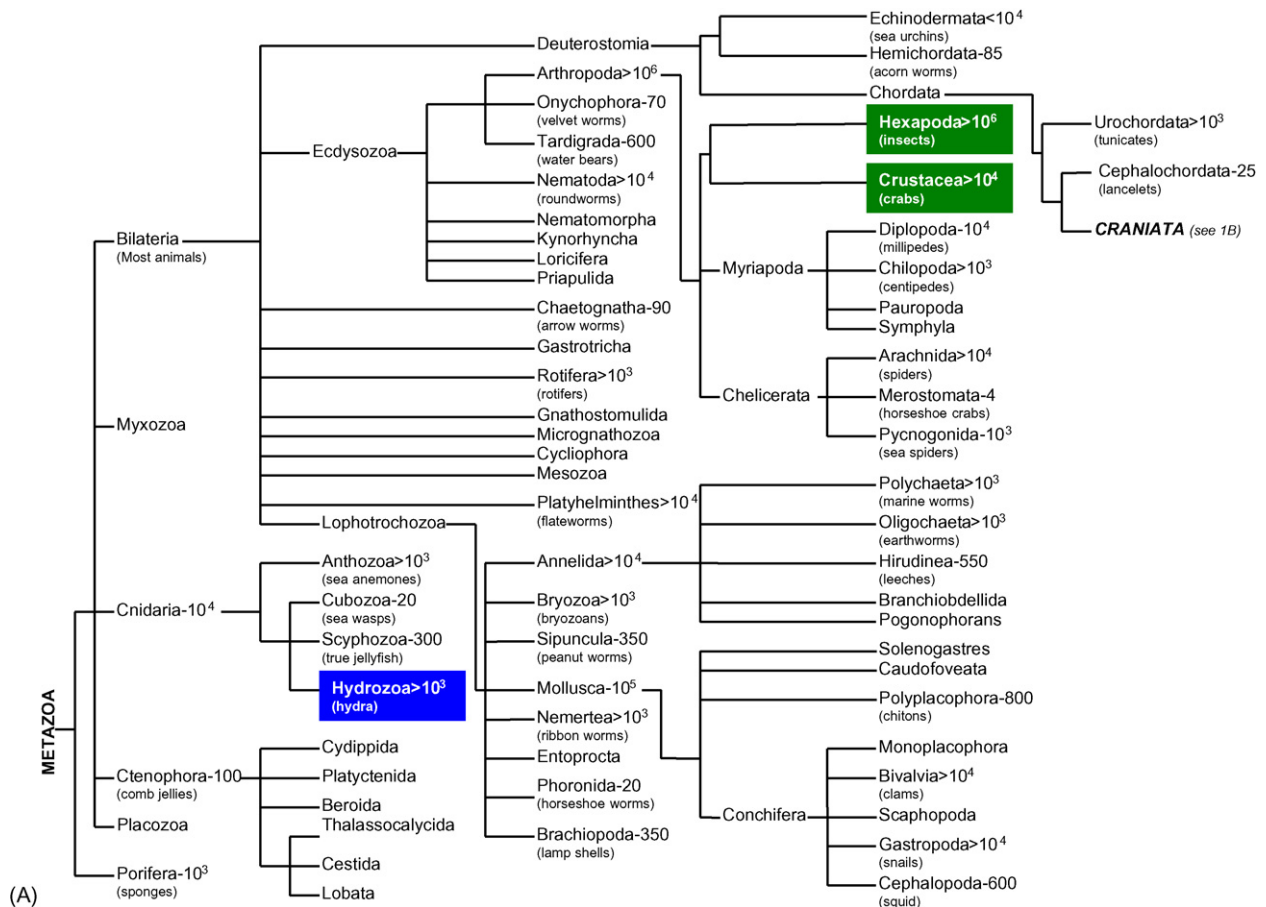 Echinodermata<10⁴
(sea urchins)
Deuterostomia
Hemichordata-85
(acorn worms)
Arthropoda>10⁶
Chordata
Onychophora-70
(velvet worms)
Hexapoda>10⁶
(insects)
Urochordata>10³
(tunicates)
Ecdysozoa
Tardigrada-600
(water bears)
Nematoda>10⁴
(roundworms)
Crustacea>10⁴
(crabs)
Cephalochordata-25
(lancelets)
Nematomorpha
CRANIATA (see 1B)
Bilateria
(Most animals)
Kynorhyncha
Diplopoda-10⁴
(millipedes)
Loricifera
Priapulida
Myriapoda
Chilopoda>10³
(centipedes)
Chaetognatha-90
(arrow worms)
Pauropoda
Symphyla
Gastrotricha
Arachnida>10⁴
(spiders)
Rotifera>10³
(rotifers)
Chelicerata
Merostomata-4
(horseshoe crabs)
Myxozoa
Gnathostomulida
Micrognathozoa
Pycnogonida-10³
(sea spiders)
Cycliophora
Mesozoa
Polychaeta>10³
(marine worms)
Platyhelminthes>10⁴
(flateworms)
Lophotrochozoa
Oligochaeta>10³
(earthworms)
Anthozoa>10³
(sea anemones)
Annelida>10⁴
Hirudinea-550
(leeches)
Cnidaria-10⁴
Cubozoa-20
(sea wasps)
Bryozoa>10³
(bryozoans)
Branchiobdellida
Pogonophorans
Scyphozoa-300
(true jellyfish)
Sipuncula-350
(peanut worms)
Solenogastres
Caudofoveata
Hydrozoa>10³
(hydra)
Mollusca-10⁵
Polyplacophora-800
(chitons)
METAZOA
Nemertea>10³
(ribbon worms)
Cydippida
Entoprocta
Monoplacophora
Ctenophora-100
(comb jellies)
Platyctenida
Phoronida-20
(horseshoe worms)
Bivalvia>10⁴
(clams)
Beroida
Placozoa
Thalassocalycida
Brachiopoda-350
(lamp shells)
Conchifera
Scaphopoda
Gastropoda>10⁴
(snails)
Cestida
Porifera-10³
(sponges)
Lobata
Cephalopoda-600
(squid)
(A)